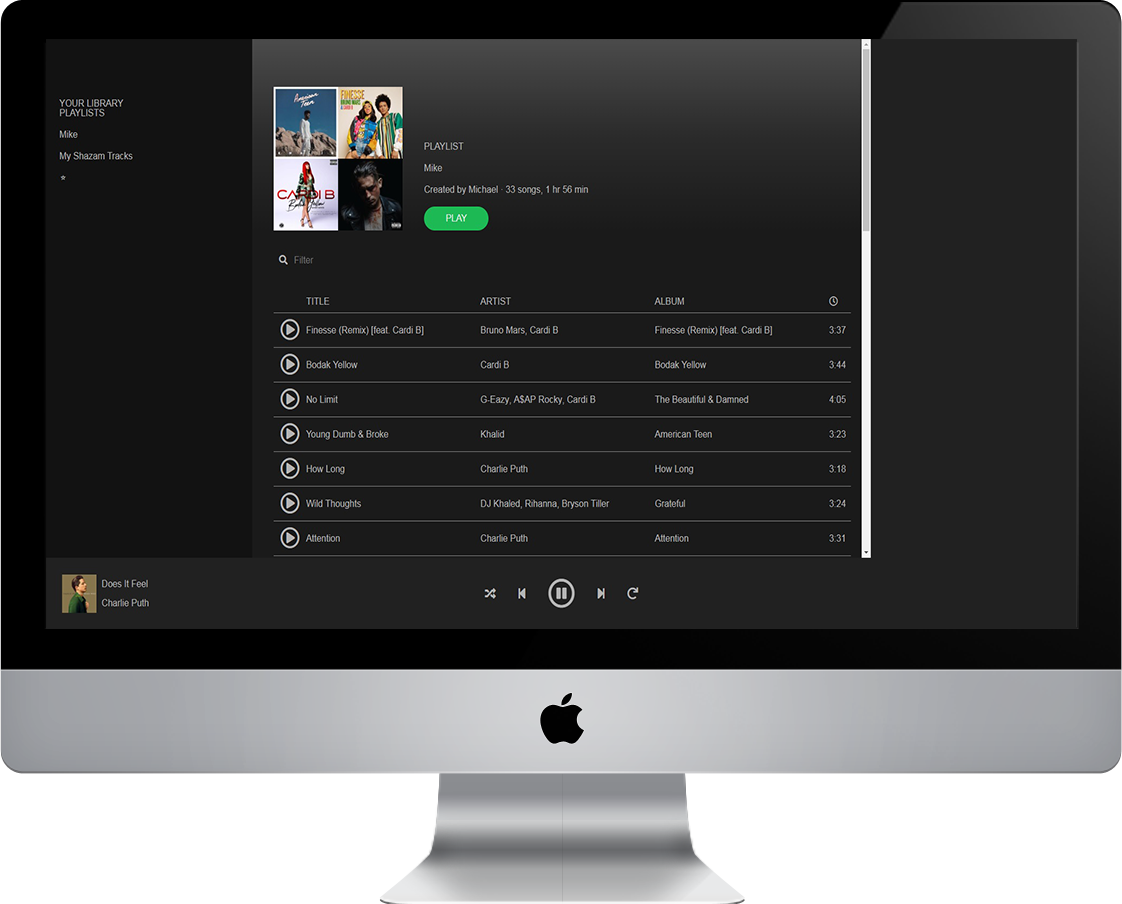 YOUR LIBRARY
PLAYLISTS
Mike
My Shazam Tracks
*
American
Teen
FINESSE
BRUNO MARS
& CARDI B
CARDI B
Bodak Yellow
PLAYLIST
Mike
Created by Michael · 33 songs, 1 hr 56 min
PLAY
Filter
TITLE ARTIST ALBUM
Finesse (Remix) [feat. Cardi B] Bruno Mars, Cardi B Finesse (Remix) [feat. Cardi B] 3:37
Bodak Yellow Cardi B Bodak Yellow 3:44
No Limit G-Eazy, A$AP Rocky, Cardi B The Beautiful & Damned 4:05
Young Dumb & Broke Khalid American Teen 3:23
How Long Charlie Puth How Long 3:18
Wild Thoughts DJ Khaled, Rihanna, Bryson Tiller Grateful 3:24
Attention Charlie Puth Attention 3:31
Does It Feel
Charlie Puth